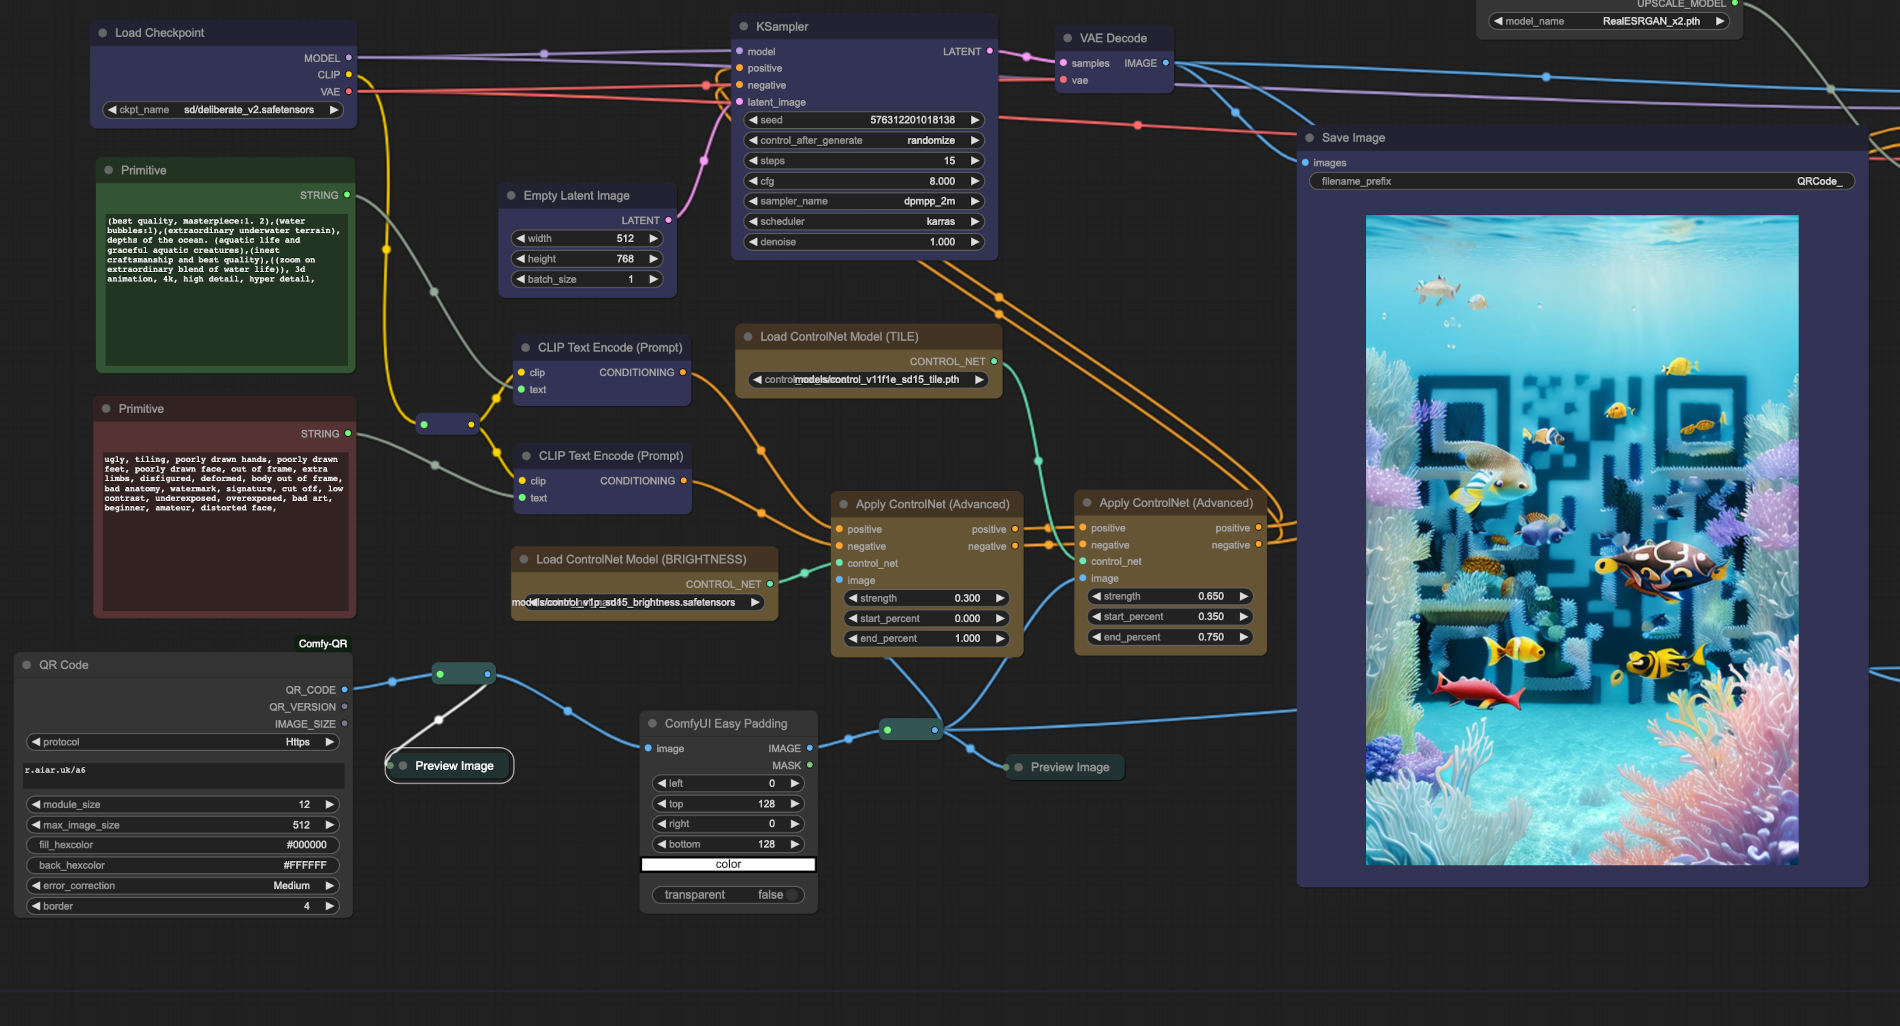 Load Checkpoint
MODEL
CLIP
VAE
ckpt_name sd/deliberate_v2.safetensors
Primitive
STRING
(best quality, masterpiece:1. 2),(water
bubbles:1),(extraordinary underwater terrain),
depths of the ocean. (aquatic life and
graceful aquatic creatures),(inest
craftsmanship and best quality),((zoom on
extraordinary blend of water life)), 3d
animation, 4k, high detail, hyper detail,
Primitive
STRING
ugly, tiling, poorly drawn hands, poorly drawn
feet, poorly drawn face, out of frame, extra
limbs, disfigured, deformed, body out of frame,
bad anatomy, watermark, signature, cut off, low
contrast, underexposed, overexposed, bad art,
beginner, amateur, distorted face,
Comfy-QR
QR Code
QR_CODE
QR_VERSION
IMAGE_SIZE
protocol Https
r.aiar.uk/a6
module_size 12
max_image_size 512
fill_hexcolor #000000
back_hexcolor #FFFFFF
error_correction Medium
border 4
Preview Image
Empty Latent Image
LATENT
width 512
height 768
batch_size 1
CLIP Text Encode (Prompt)
clip CONDITIONING
text
CLIP Text Encode (Prompt)
clip CONDITIONING
text
Load ControlNet Model (BRIGHTNESS)
CONTROL_NET
models/control_v1p_sd15_brightness.safetensors
ComfyUI Easy Padding
image IMAGE
MASK
left 0
top 128
right 0
bottom 128
color
transparent false
KSampler
model LATENT
positive
negative
latent_image
seed 576312201018138
control_after_generate randomize
steps 15
cfg 8.000
sampler_name dpmpp_2m
scheduler karras
denoise 1.000
Load ControlNet Model (TILE)
CONTROL_NET
models/control_v11f1e_sd15_tile.pth
Apply ControlNet (Advanced)
positive positive
negative negative
control_net
image
strength 0.300
start_percent 0.000
end_percent 1.000
Apply ControlNet (Advanced)
positive positive
negative negative
control_net
image
strength 0.650
start_percent 0.350
end_percent 0.750
Preview Image
VAE Decode
samples IMAGE
vae
UPSCALE_MODEL
model_name RealESRGAN_x2.pth
Save Image
images
filename_prefix QRCode_